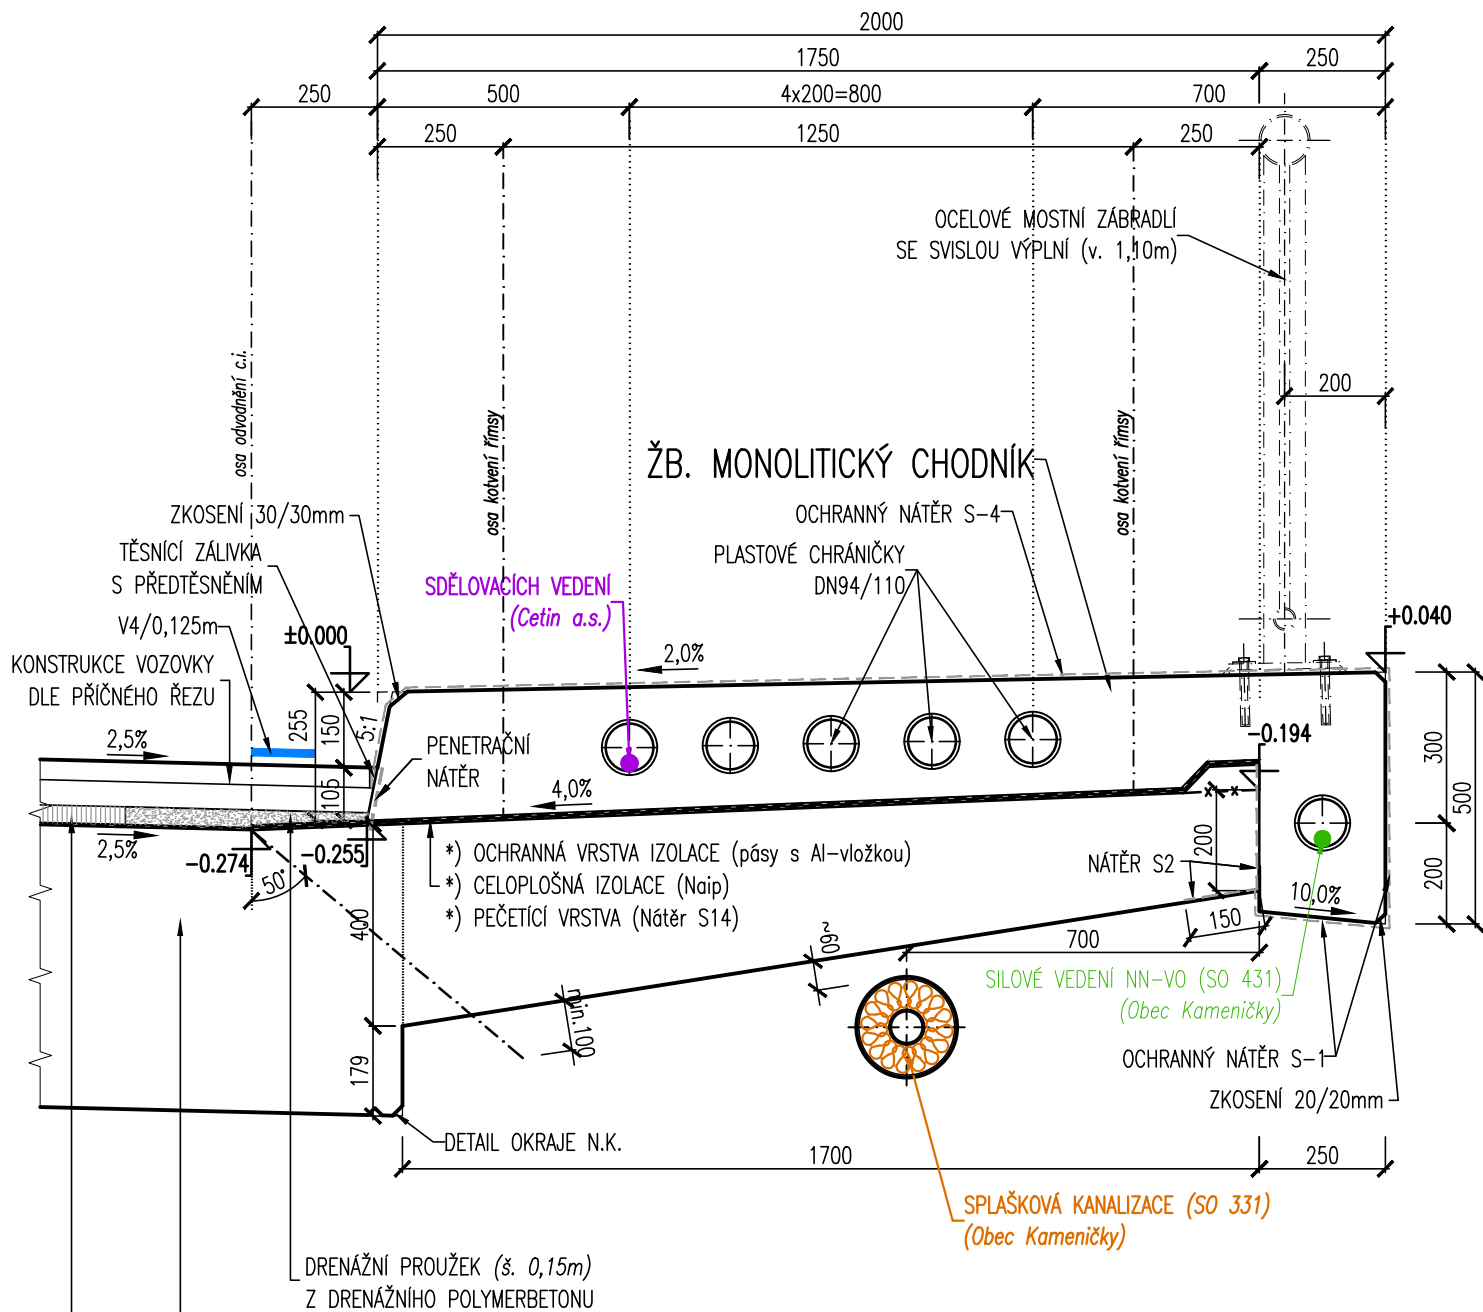 2000
1750
250
250
500
4x200=800
700
250
1250
250
OCELOVÉ MOSTNÍ ZÁBRADLÍ
SE SVISLOU VÝPLNÍ (v. 1,10m)
200
osa odvodnění c.i.
osa kotvení římsy
osa kotvení římsy
ŽB. MONOLITICKÝ CHODNÍK
ZKOSENÍ 30/30mm
OCHRANNÝ NÁTĚR S-4
TĚSNÍCÍ ZÁLIVKA
S PŘEDTĚSNĚNÍM
PLASTOVÉ CHRÁNIČKY
DN94/110
SDĚLOVACÍCH VEDENÍ
(Cetin a.s.)
V4/0,125m
±0.000
+0.040
KONSTRUKCE VOZOVKY
DLE PŘÍČNÉHO ŘEZU
2,0%
255
150
5:1
2,5%
PENETRAČNÍ
NÁTĚR
-0.194
300
500
105
4,0%
2,5%
-0.274
-0.255
50°
*) OCHRANNÁ VRSTVA IZOLACE (pásy s Al-vložkou)
*) CELOPLOŠNÁ IZOLACE (Naip)
*) PEČETÍCÍ VRSTVA (Nátěr S14)
200
NÁTĚR S2
10,0%
200
400
150
~60
700
SILOVÉ VEDENÍ NN-VO (SO 431)
(Obec Kameničky)
min.100
179
OCHRANNÝ NÁTĚR S-1
ZKOSENÍ 20/20mm
DETAIL OKRAJE N.K.
1700
250
SPLAŠKOVÁ KANALIZACE (SO 331)
(Obec Kameničky)
DRENÁŽNÍ PROUŽEK (š. 0,15m)
Z DRENÁŽNÍHO POLYMERBETONU